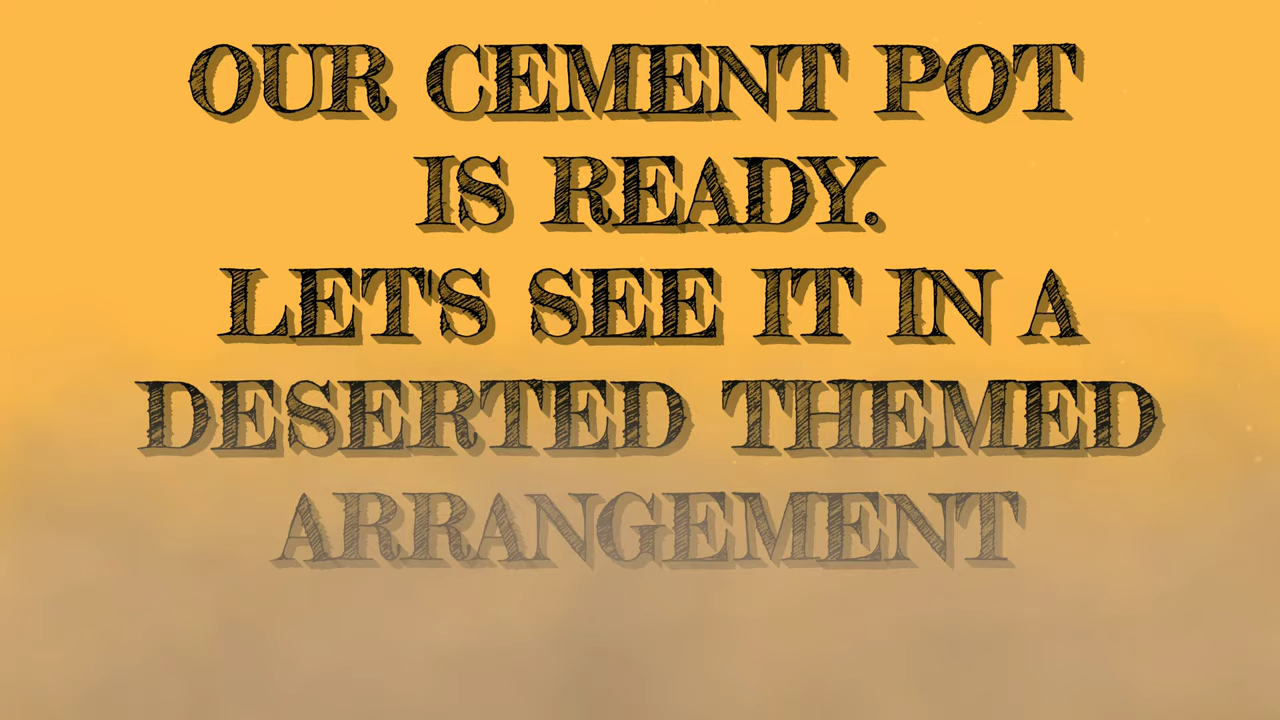 OUR CEMENT POT
IS READY.
LET'S SEE IT IN A
DESERTED THEMED
ARRANGEMENT